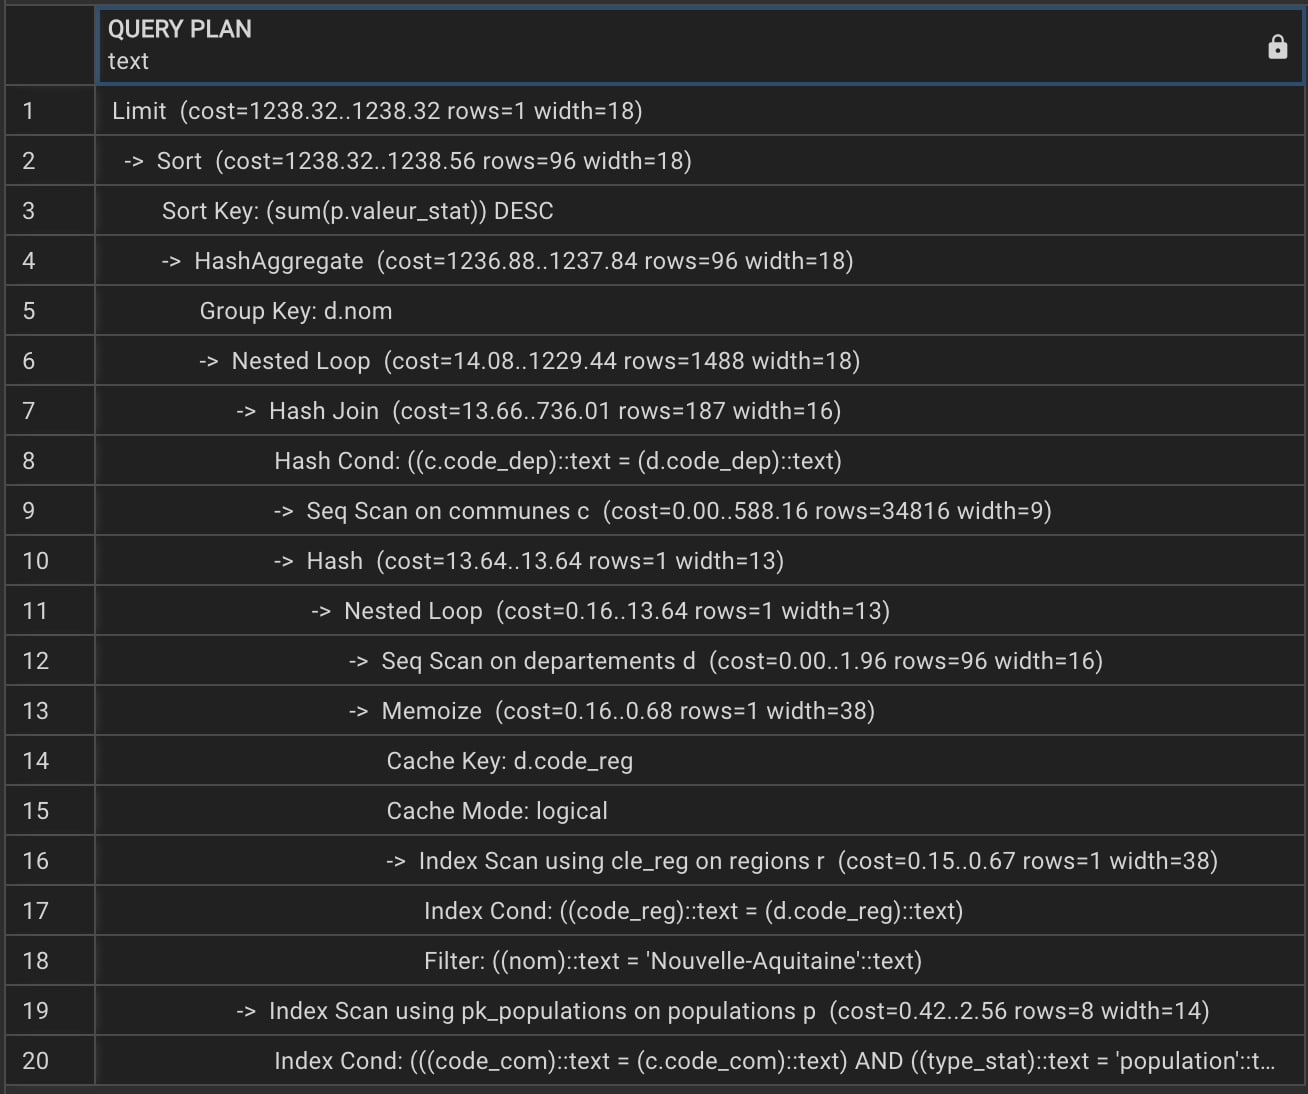 QUERY PLAN
text
1 Limit (cost=1238.32..1238.32 rows=1 width=18)
2 -> Sort (cost=1238.32..1238.56 rows=96 width=18)
3 Sort Key: (sum(p.valeur_stat)) DESC
4 -> HashAggregate (cost=1236.88..1237.84 rows=96 width=18)
5 Group Key: d.nom
6 -> Nested Loop (cost=14.08..1229.44 rows=1488 width=18)
7 -> Hash Join (cost=13.66..736.01 rows=187 width=16)
8 Hash Cond: ((c.code_dep)::text = (d.code_dep)::text)
9 -> Seq Scan on communes c (cost=0.00..588.16 rows=34816 width=9)
10 -> Hash (cost=13.64..13.64 rows=1 width=13)
11 -> Nested Loop (cost=0.16..13.64 rows=1 width=13)
12 -> Seq Scan on departements d (cost=0.00..1.96 rows=96 width=16)
13 -> Memoize (cost=0.16..0.68 rows=1 width=38)
14 Cache Key: d.code_reg
15 Cache Mode: logical
16 -> Index Scan using cle_reg on regions r (cost=0.15..0.67 rows=1 width=38)
17 Index Cond: ((code_reg)::text = (d.code_reg)::text)
18 Filter: ((nom)::text = 'Nouvelle-Aquitaine'::text)
19 -> Index Scan using pk_populations on populations p (cost=0.42..2.56 rows=8 width=14)
20 Index Cond: (((code_com)::text = (c.code_com)::text) AND ((type_stat)::text = 'population'::t...